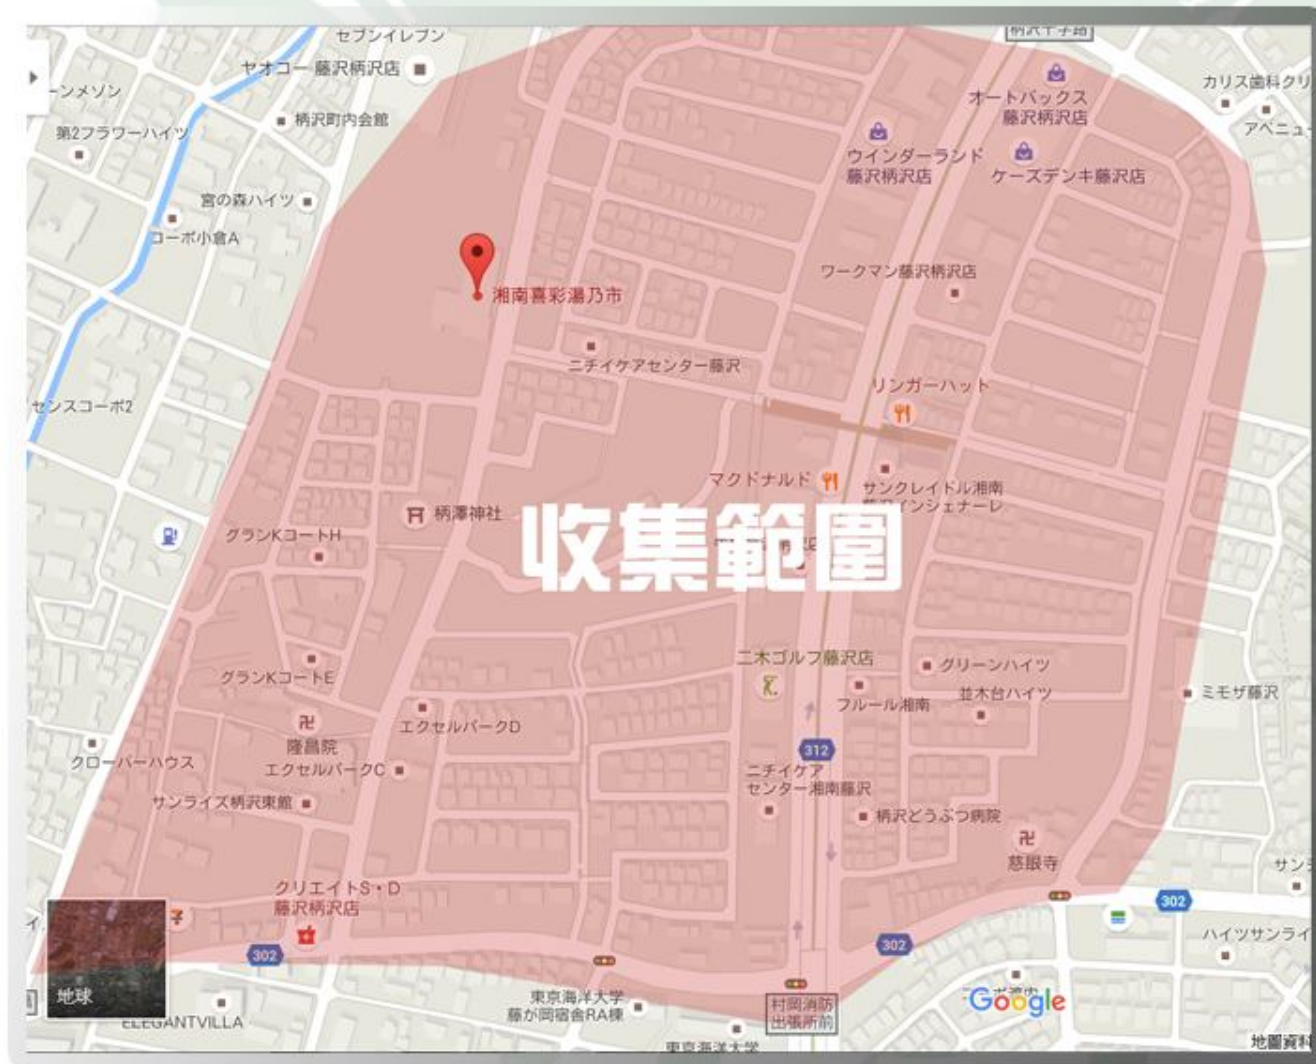 セブンイレブン
ヤオコー 藤沢柄沢店
柄沢町内会館
第2フラワーハイツ
宮の森ハイツ
コーポ小倉A
オートバックス
藤沢柄沢店
ウインダーランド
藤沢柄沢店
ケーズデンキ藤沢店
カリス歯科クリ
アベニュ
ワークマン藤沢柄沢店
湘南喜彩湯乃市
ニチイケアセンター藤沢
リンガーハット
センスコーポ2
マクドナルド
サンクレイドル湘南
インシェナーレ
柄澤神社
グランKコートH
収集範圍
二木ゴルフ藤沢店
グリーンハイツ
フルール湘南
並木台ハイツ
ミモザ藤沢
グランKコートE
隆昌院
エクセルパークD
エクセルパークC
クローバーハウス
サンライズ柄沢東館
312
ニチイケア
センター湘南藤沢
柄沢どうぶつ病院
慈眼寺
クリエイトS・D
藤沢柄沢店
302
302
302
ハイツサンライ
地球
ELEGANTVILLA
東京海洋大学
藤が岡宿舎RA棟
村岡消防
出張所前
東京海洋大学
Google
地圖資料